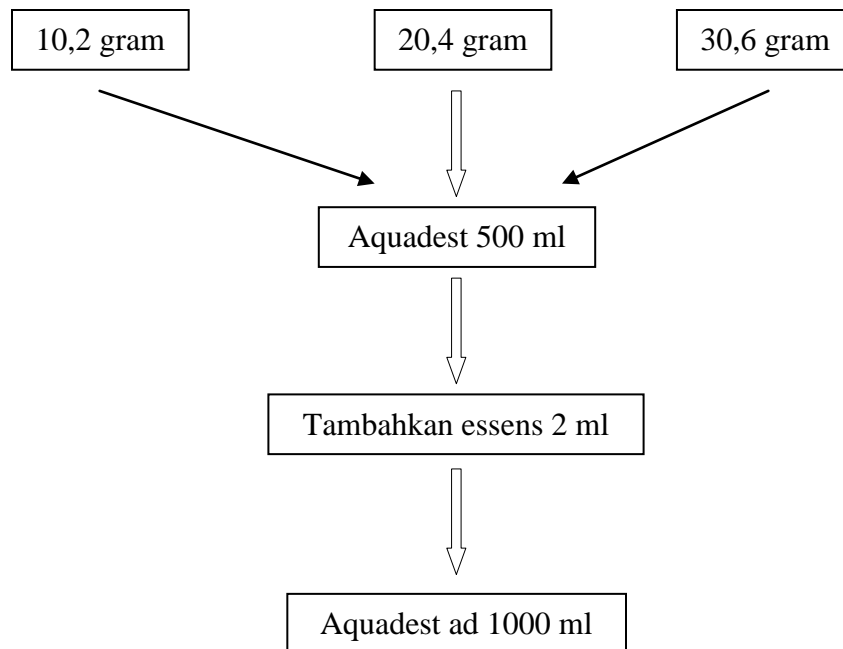 10,2 gram
20,4 gram
30,6 gram
Aquadest 500 ml
Tambahkan essens 2 ml
Aquadest ad 1000 ml